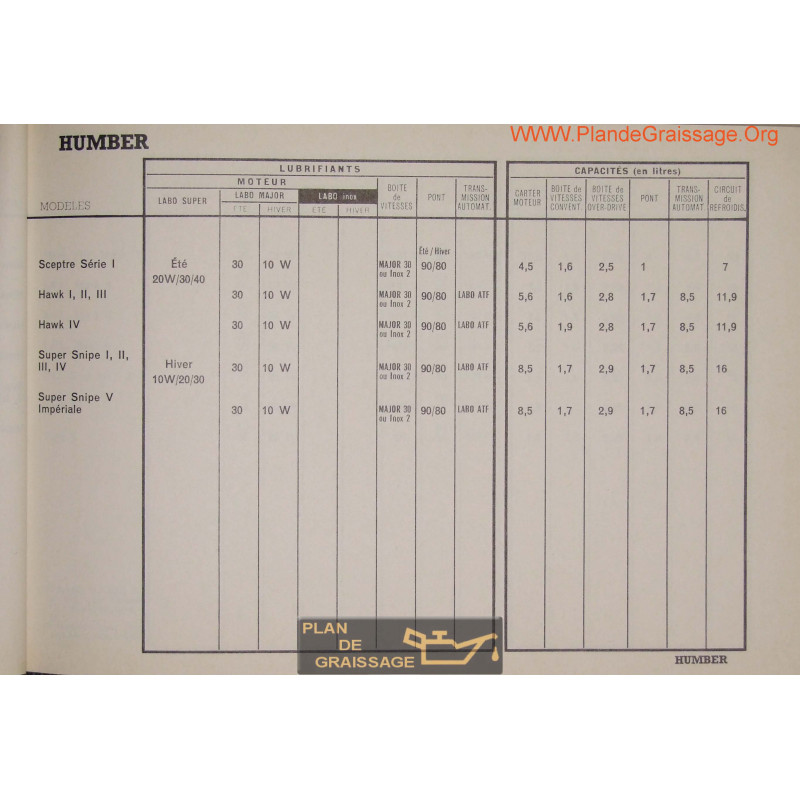 WWW.PlandeGraissage.Org
HUMBER
LUBRIFIANTS
CAPACITÉS (en litres)
MOTEUR
MODELES
LABO SUPER
LABO MAJOR
LABO inox
BOITE de VITESSES
PONT
TRANS-MISSION AUTOMAT.
CARTER MOTEUR
BOITE de VITESSES CONVENT.
BOITE de VITESSES OVER-DRIVE
PONT
TRANS-MISSION AUTOMAT.
CIRCUIT de REFROIDIS.
ÉTÉ HIVER ÉTÉ HIVER
Été / Hiver
Sceptre Série I Été 30 10 W MAJOR 30 90/80 4,5 1,6 2,5 1 7
20W/30/40 ou Inox 2
Hawk I, II, III 30 10 W MAJOR 30 90/80 LABO ATF 5,6 1,6 2,8 1,7 8,5 11,9
ou Inox 2
Hawk IV 30 10 W MAJOR 30 90/80 LABO ATF 5,6 1,9 2,8 1,7 8,5 11,9
ou Inox 2
Super Snipe I, II,
III, IV Hiver 30 10 W MAJOR 30 90/80 LABO ATF 8,5 1,7 2,9 1,7 8,5 16
10W/20/30 ou Inox 2
Super Snipe V
Impériale 30 10 W MAJOR 30 90/80 LABO ATF 8,5 1,7 2,9 1,7 8,5 16
ou Inox 2
PLAN
DE
GRAISSAGE
HUMBER